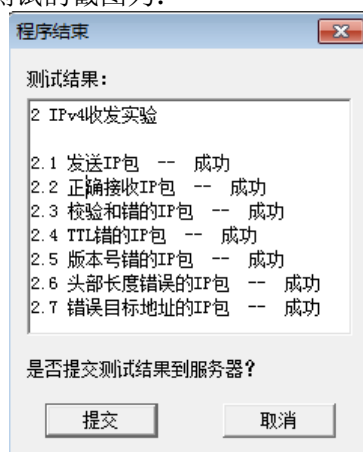 测试的截图为:
程序结束
测试结果:
2 IPv4收发实验
2.1 发送IP包 -- 成功
2.2 正确接收IP包 -- 成功
2.3 校验和错的IP包 -- 成功
2.4 TTL错的IP包 -- 成功
2.5 版本号错的IP包 -- 成功
2.6 头部长度错误的IP包 -- 成功
2.7 错误目标地址的IP包 -- 成功
是否提交测试结果到服务器?
提交 取消